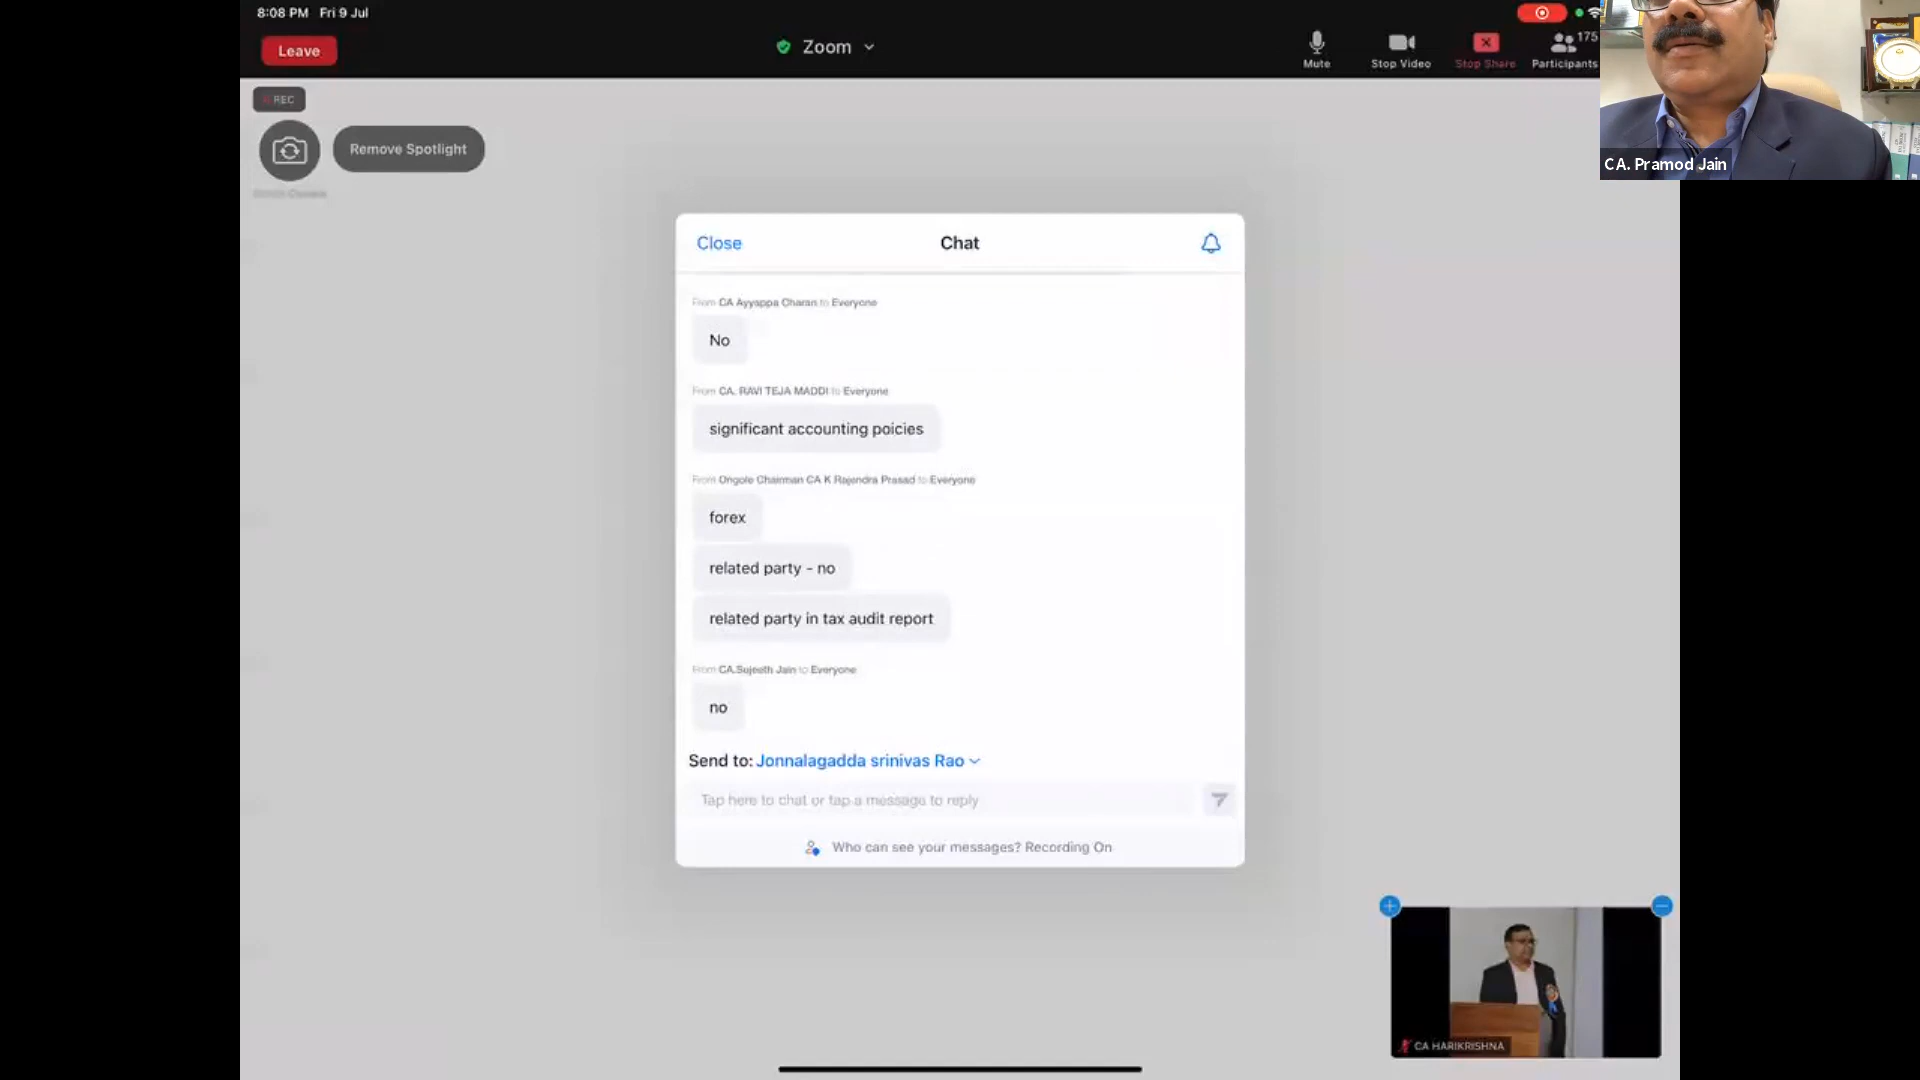 8:08 PM Fri 9 Jul
Leave
Zoom
Mute
Stop Video
Stop Share
175
Participants
CA. Pramod Jain
REC
Remove Spotlight
Close
Chat
From CA Ayyappa Charan to Everyone
No
From CA. RAVI TEJA MADDI to Everyone
significant accounting poicies
From Ongole Chairman CA K Rajendra Prasad to Everyone
forex
related party - no
related party in tax audit report
From CA.Sujeeth Jain to Everyone
no
Send to: Jonnalagadda srinivas Rao
Tap here to chat or tap a message to reply
Who can see your messages? Recording On
CA HARIKRISHNA